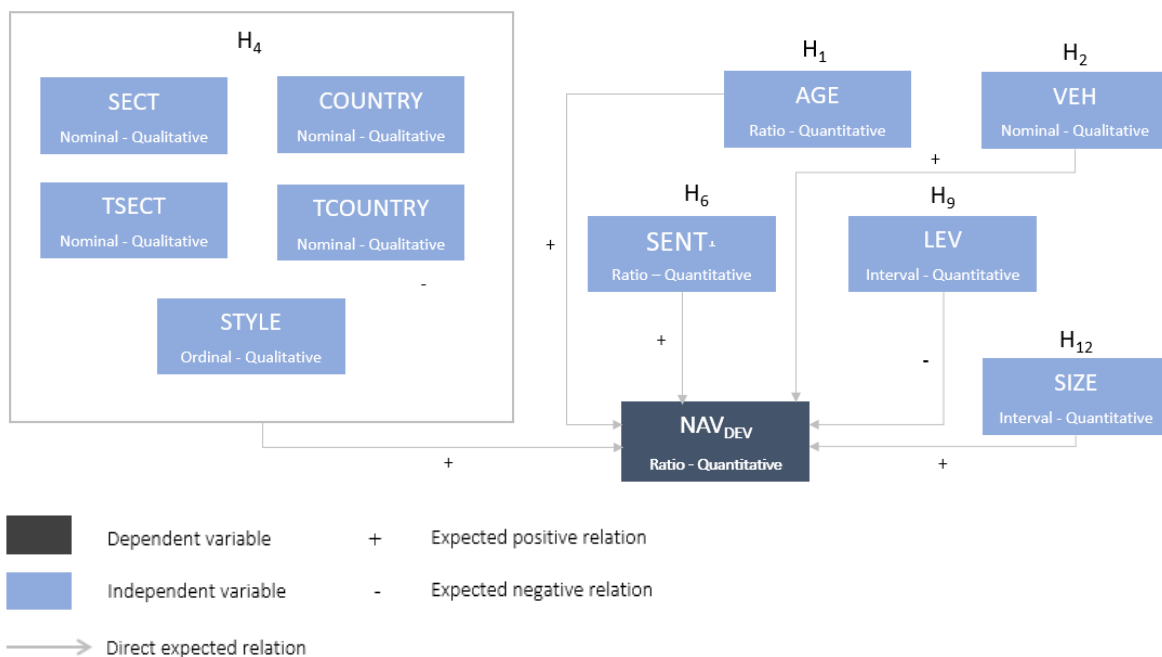 H4
SECT
Nominal - Qualitative
COUNTRY
Nominal - Qualitative
TSECT
Nominal - Qualitative
TCOUNTRY
Nominal - Qualitative
-
STYLE
Ordinal - Qualitative
H1
AGE
Ratio - Quantitative
H2
VEH
Nominal - Qualitative
+
+
H6
SENT⊥
Ratio – Quantitative
H9
LEV
Interval - Quantitative
+
-
H12
SIZE
Interval - Quantitative
NAVDEV
Ratio - Quantitative
+
+
Dependent variable
+ Expected positive relation
Independent variable
- Expected negative relation
Direct expected relation